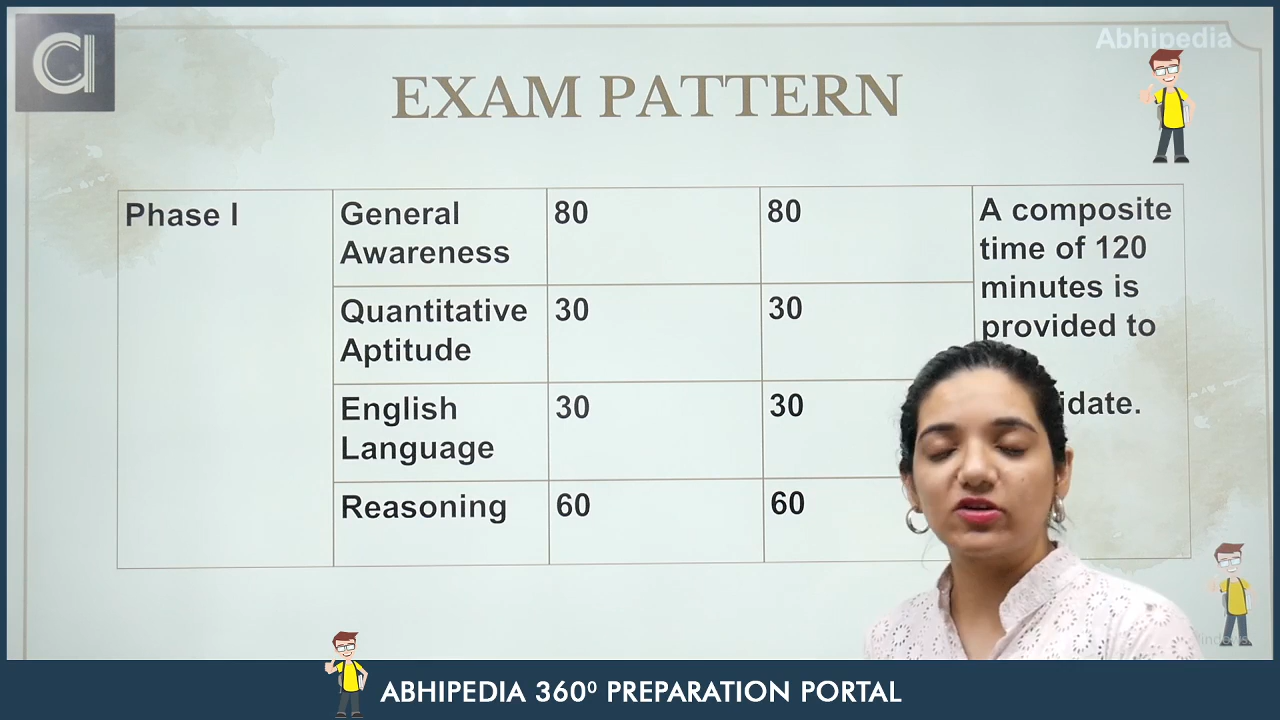 Abhipedia
EXAM PATTERN
Phase I
General
Awareness
80
80
A composite
time of 120
minutes is
provided to
idate.
Quantitative
Aptitude
30
30
English
Language
30
30
Reasoning
60
60
ABHIPEDIA 360⁰ PREPARATION PORTAL